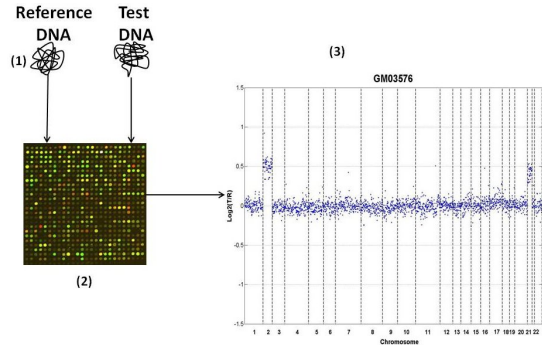 Reference
DNA
Test
DNA
(1)
(2)
(3)
GM03576
Log2(T/R)
1.5
1
0.5
0
-0.5
-1
-1.5
1 2 3 4 5 6 7 8 9 10 11 12 13 14 15 16 17 18 19 20 21 22
Chromosome